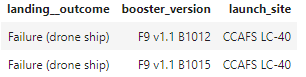 landing__outcome booster_version launch_site
Failure (drone ship) F9 v1.1 B1012 CCAFS LC-40
Failure (drone ship) F9 v1.1 B1015 CCAFS LC-40